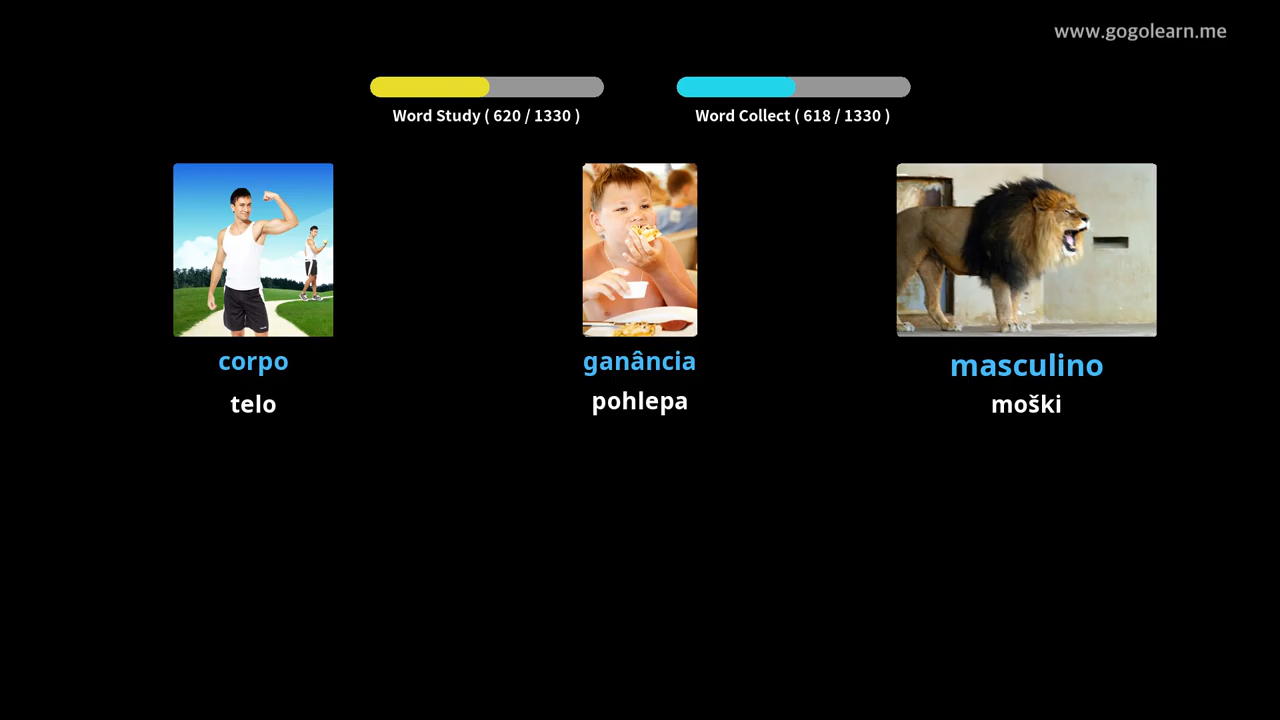 www.gogolearn.me
Word Study ( 620 / 1330 )
Word Collect ( 618 / 1330 )
corpo
telo
ganância
pohlepa
masculino
moški